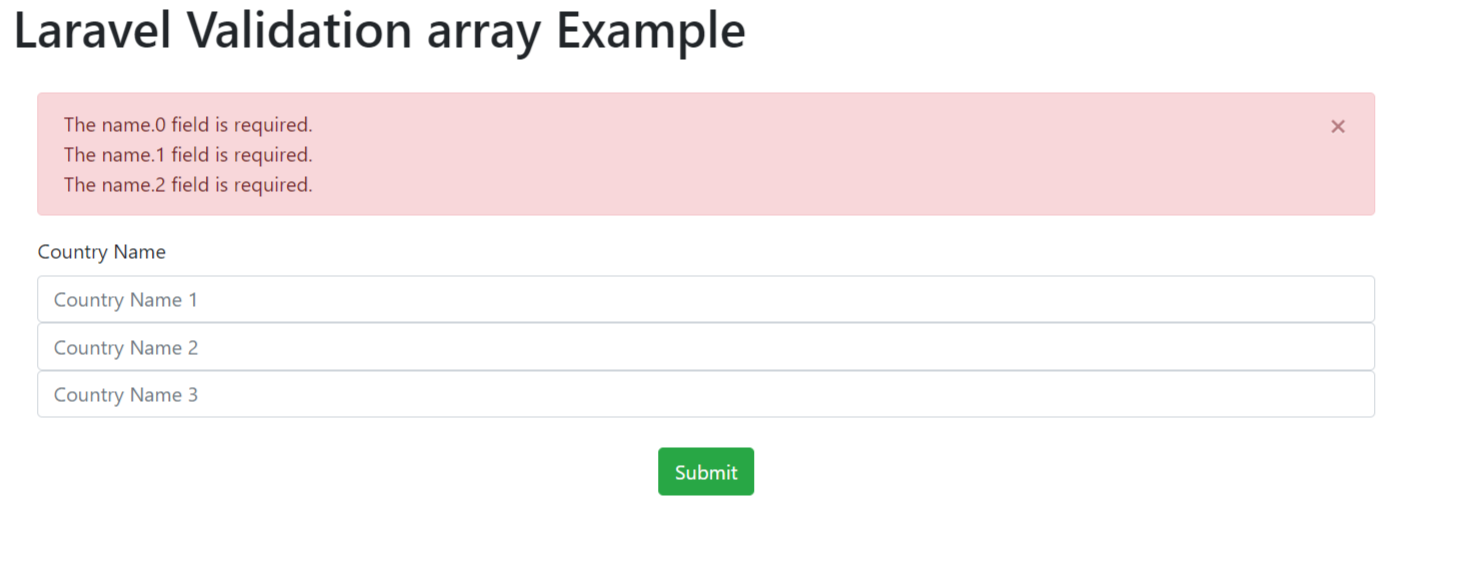 Laravel Validation array Example
The name.0 field is required.
×
The name.1 field is required.
The name.2 field is required.
Country Name
Country Name 1
Country Name 2
Country Name 3
Submit